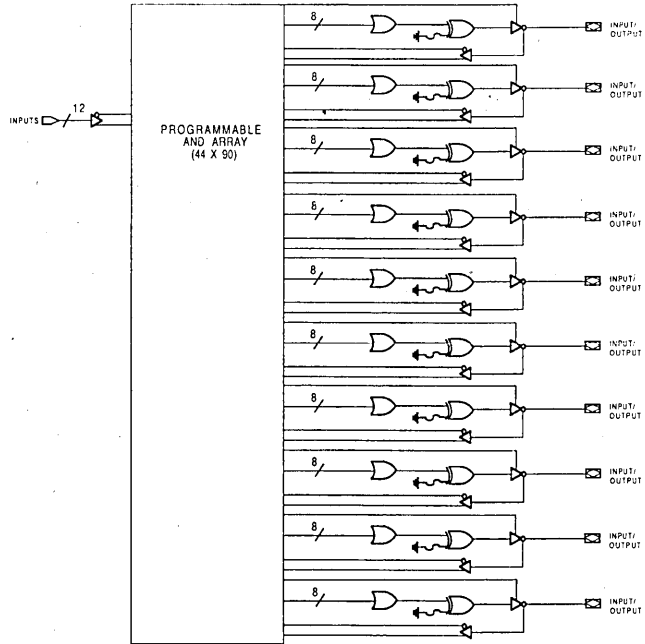 8
INPUT/
OUTPUT
8
INPUT/
OUTPUT
12
INPUTS
PROGRAMMABLE
AND ARRAY
(44 X 90)
8
INPUT/
OUTPUT
8
INPUT/
OUTPUT
8
INPUT/
OUTPUT
8
INPUT/
OUTPUT
8
INPUT/
OUTPUT
8
INPUT/
OUTPUT
8
INPUT/
OUTPUT
8
INPUT/
OUTPUT